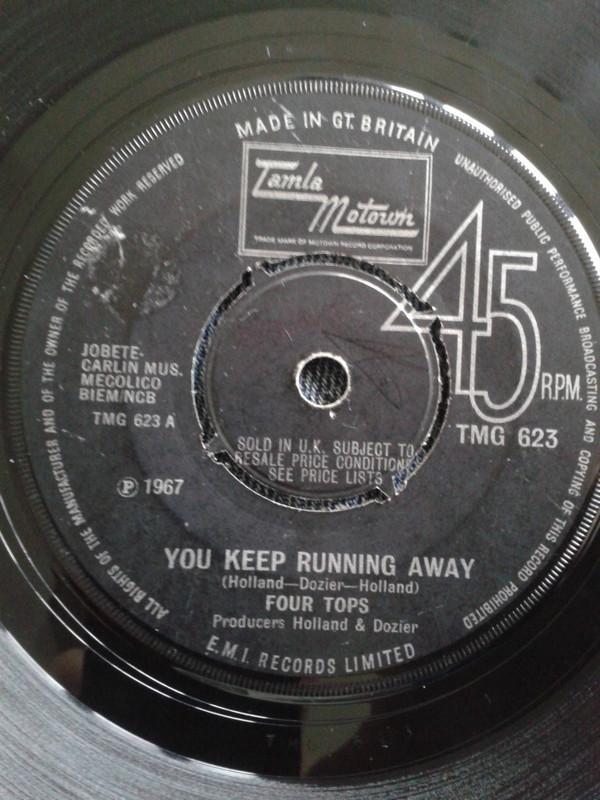 MADE IN GT. BRITAIN
Tamla
Motown
TRADE MARK OF MOTOWN RECORD CORPORATION
45
R.P.M.
TMG 623
JOBETE-
CARLIN MUS.
MECOLICO
BIEM/NCB
TMG 623 A
℗ 1967
SOLD IN U.K. SUBJECT TO
RESALE PRICE CONDITIONS
SEE PRICE LISTS
YOU KEEP RUNNING AWAY
(Holland—Dozier—Holland)
FOUR TOPS
Producers Holland & Dozier
E.M.I. RECORDS LIMITED
ALL RIGHTS OF THE MANUFACTURER AND OF THE OWNER OF THE RECORDED WORK RESERVED
UNAUTHORISED PUBLIC PERFORMANCE BROADCASTING AND COPYING OF THIS RECORD PROHIBITED